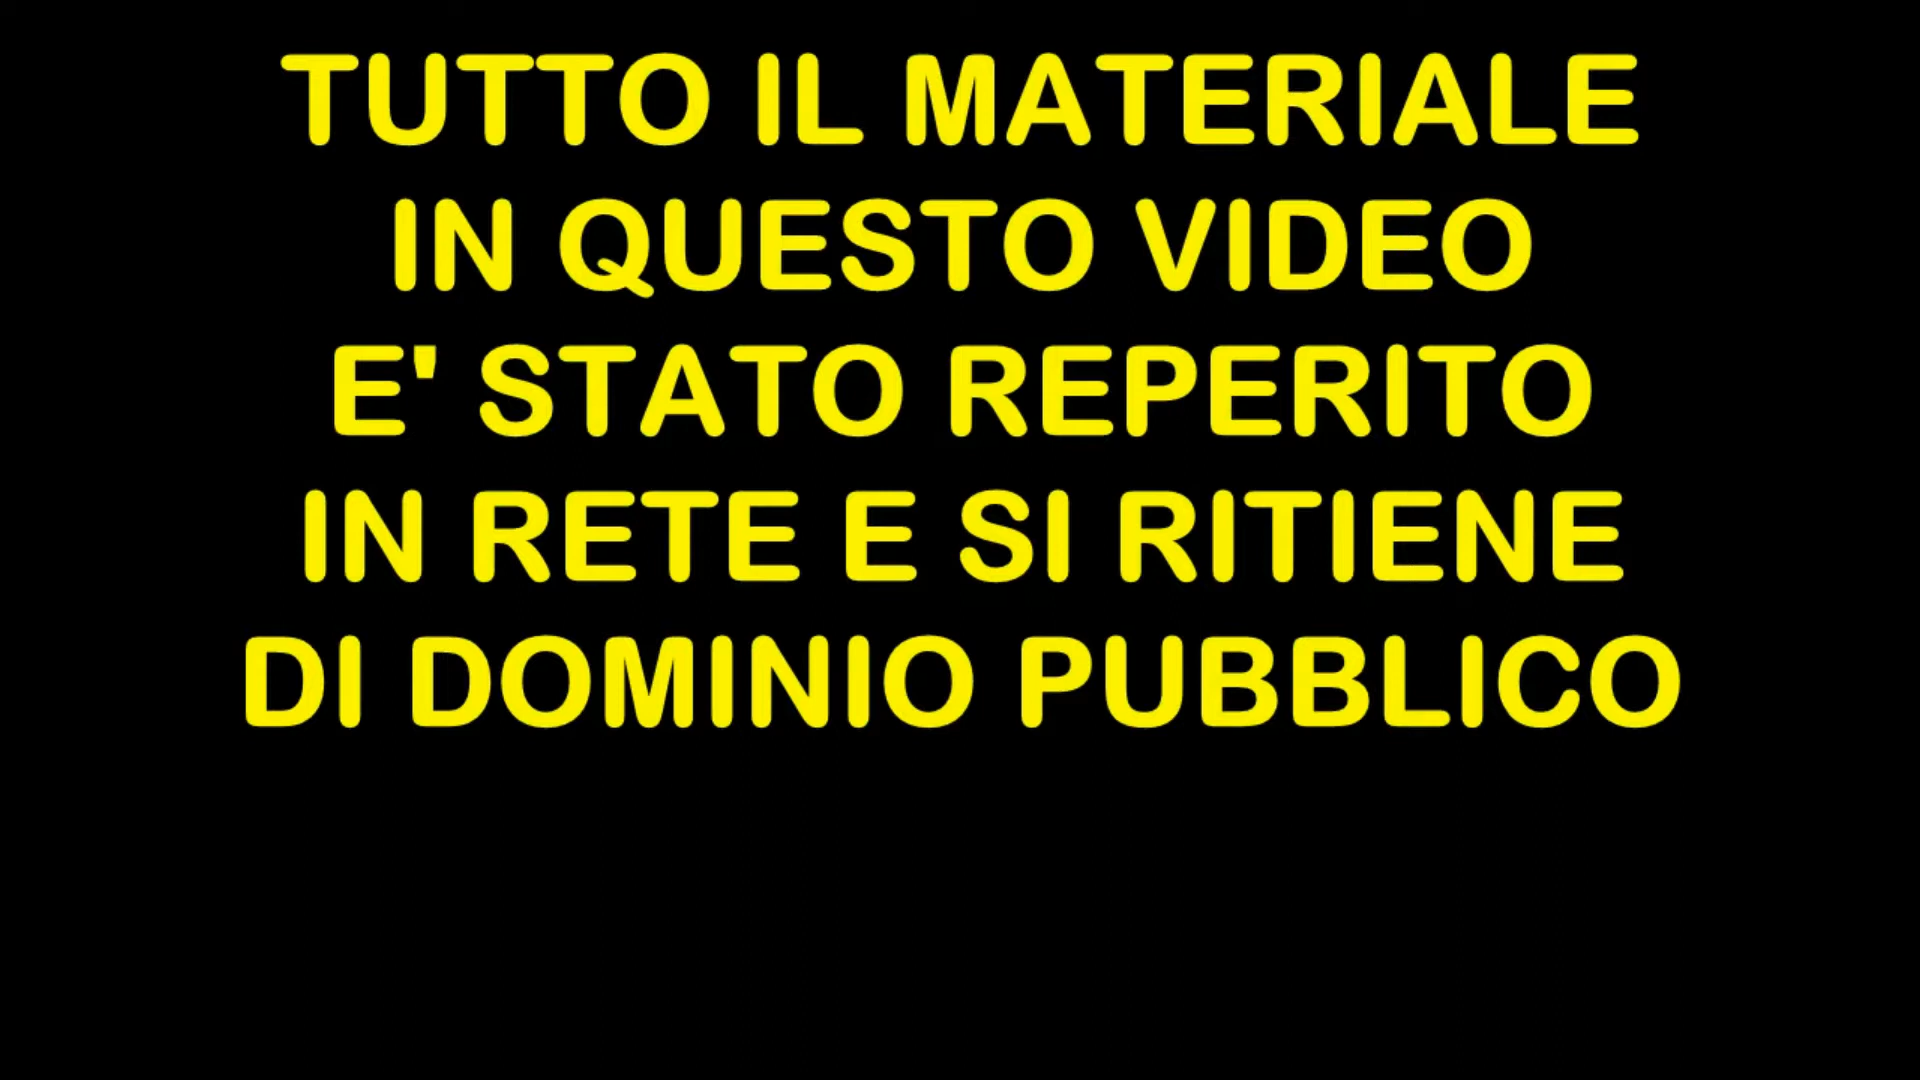 TUTTO IL MATERIALE
IN QUESTO VIDEO
E' STATO REPERITO
IN RETE E SI RITIENE
DI DOMINIO PUBBLICO